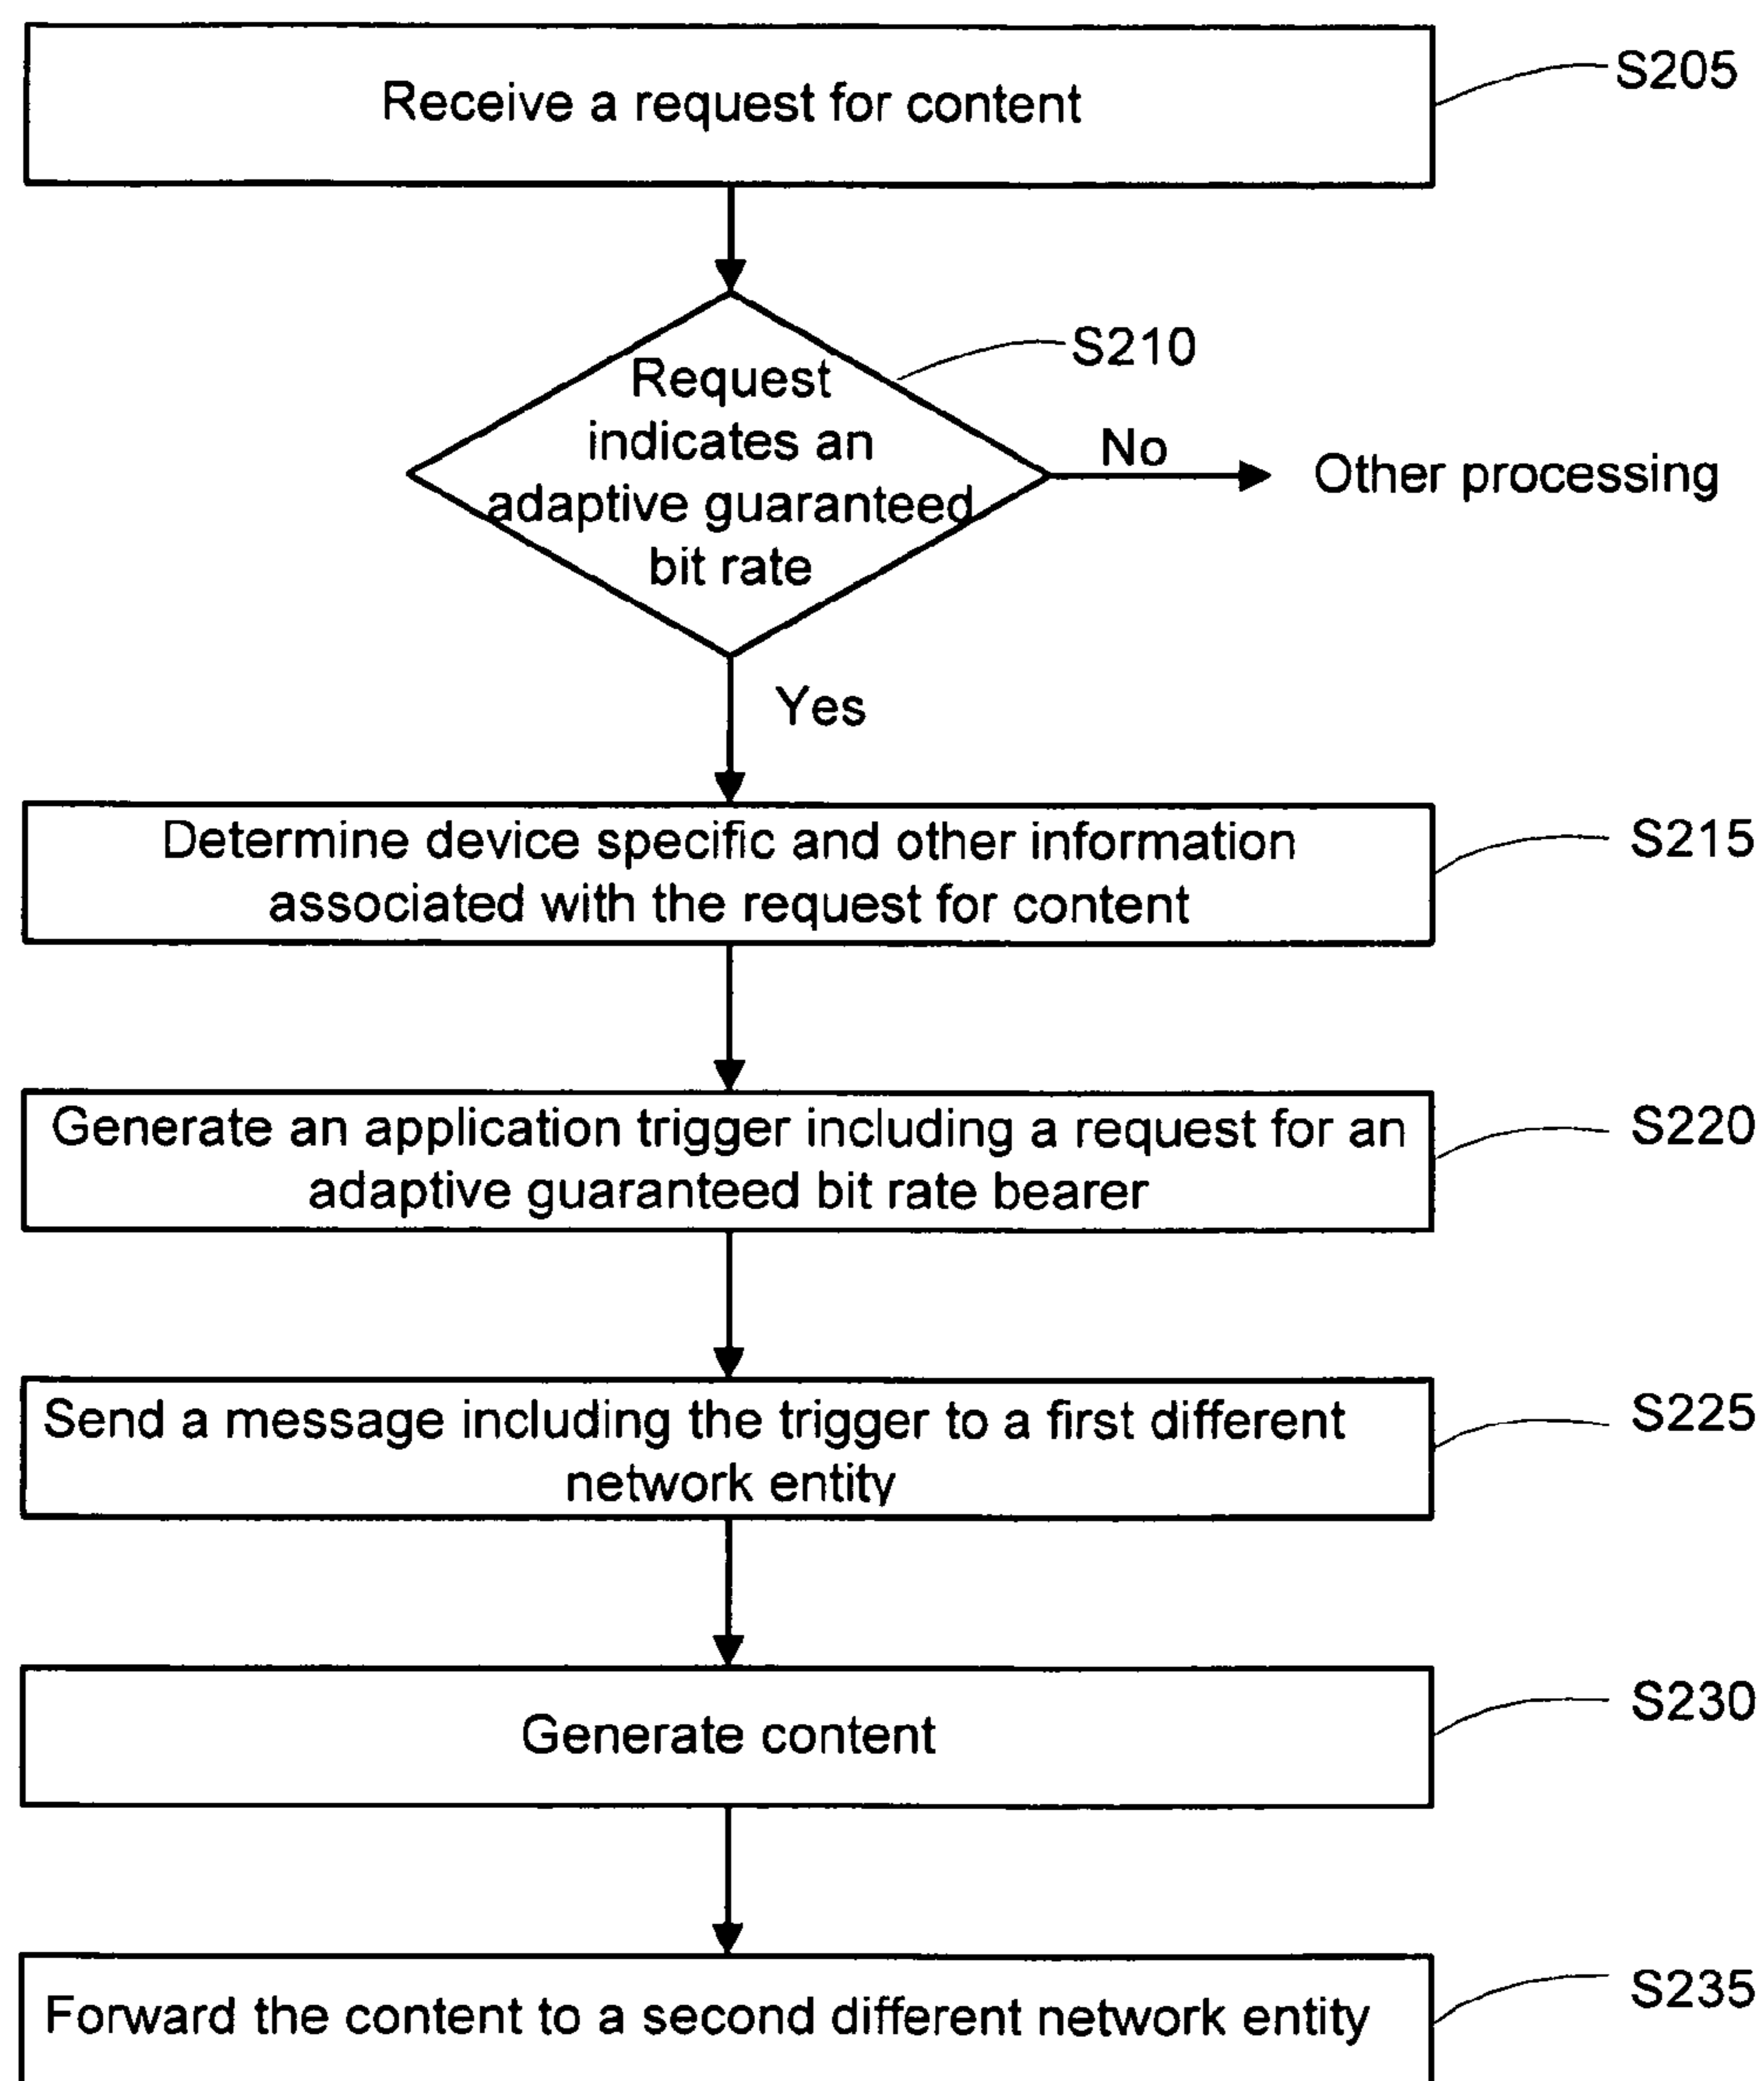 Receive a request for content
S205
Request
indicates an
adaptive guaranteed
bit rate
S210
No
Other processing
Yes
Determine device specific and other information
associated with the request for content
S215
Generate an application trigger including a request for an
adaptive guaranteed bit rate bearer
S220
Send a message including the trigger to a first different
network entity
S225
Generate content
S230
Forward the content to a second different network entity
S235